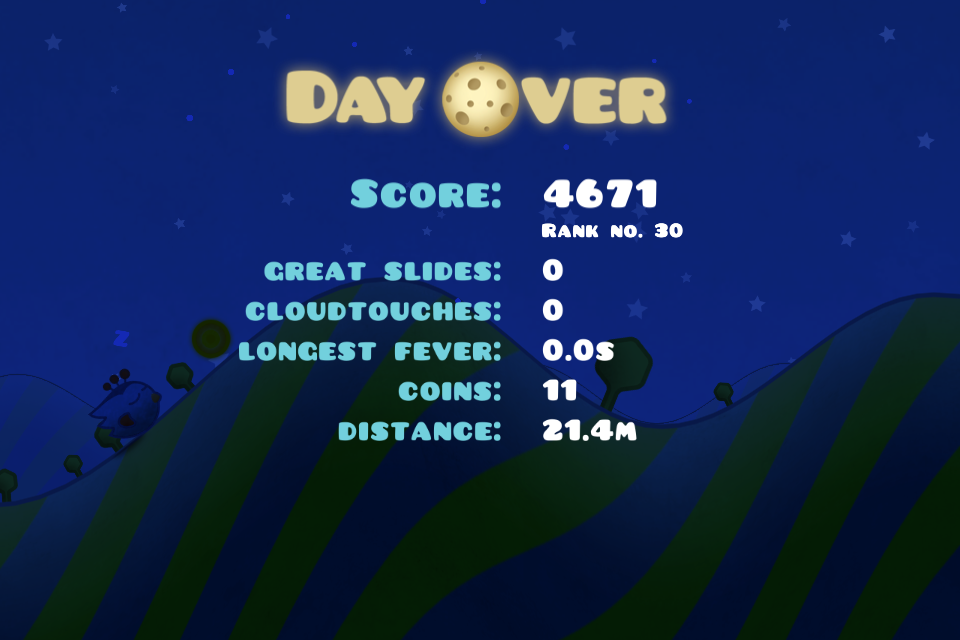 DAY OVER
SCORE: 4671
RANK NO. 30
GREAT SLIDES: 0
CLOUDTOUCHES: 0
LONGEST FEVER: 0.0s
COINS: 11
DISTANCE: 21.4M
Z